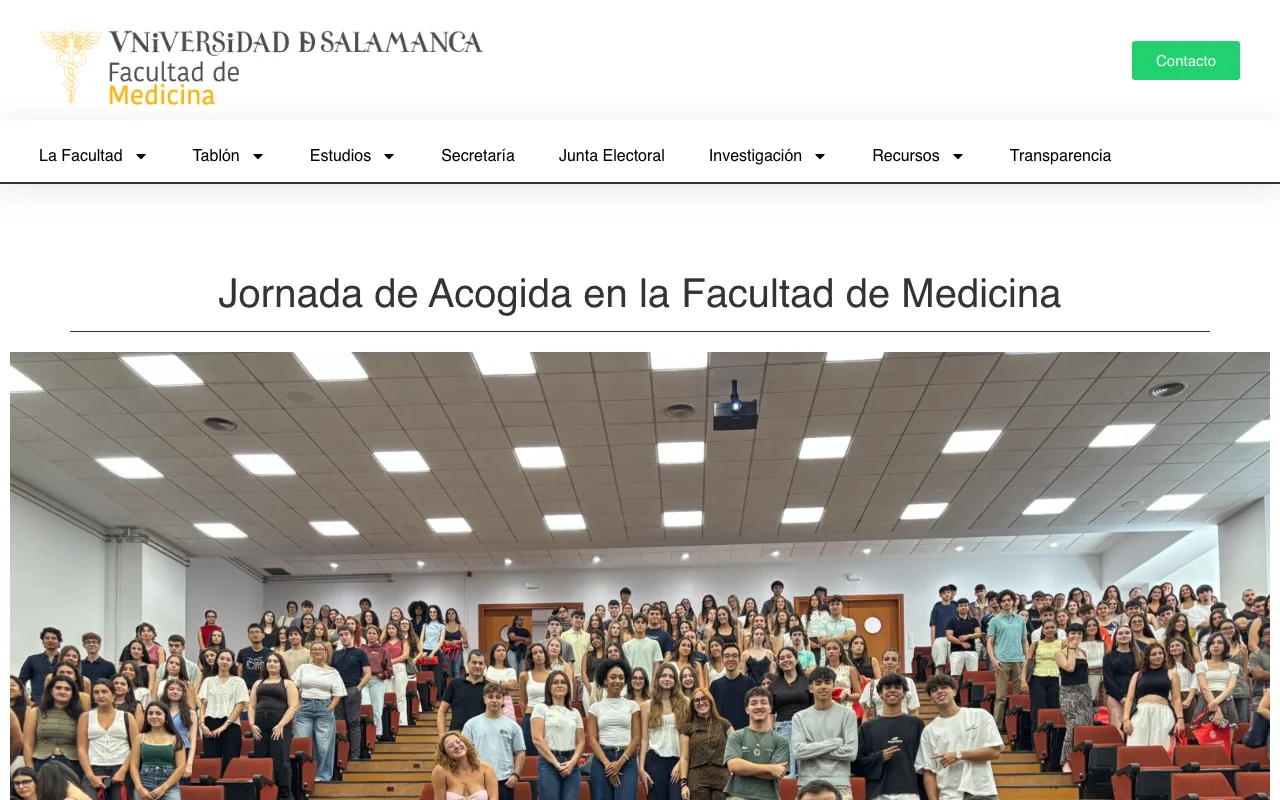 VNiVERSiDAD D SALAMANCA
Facultad de
Medicina
Contacto
La Facultad
Tablón
Estudios
Secretaría
Junta Electoral
Investigación
Recursos
Transparencia
Jornada de Acogida en la Facultad de Medicina